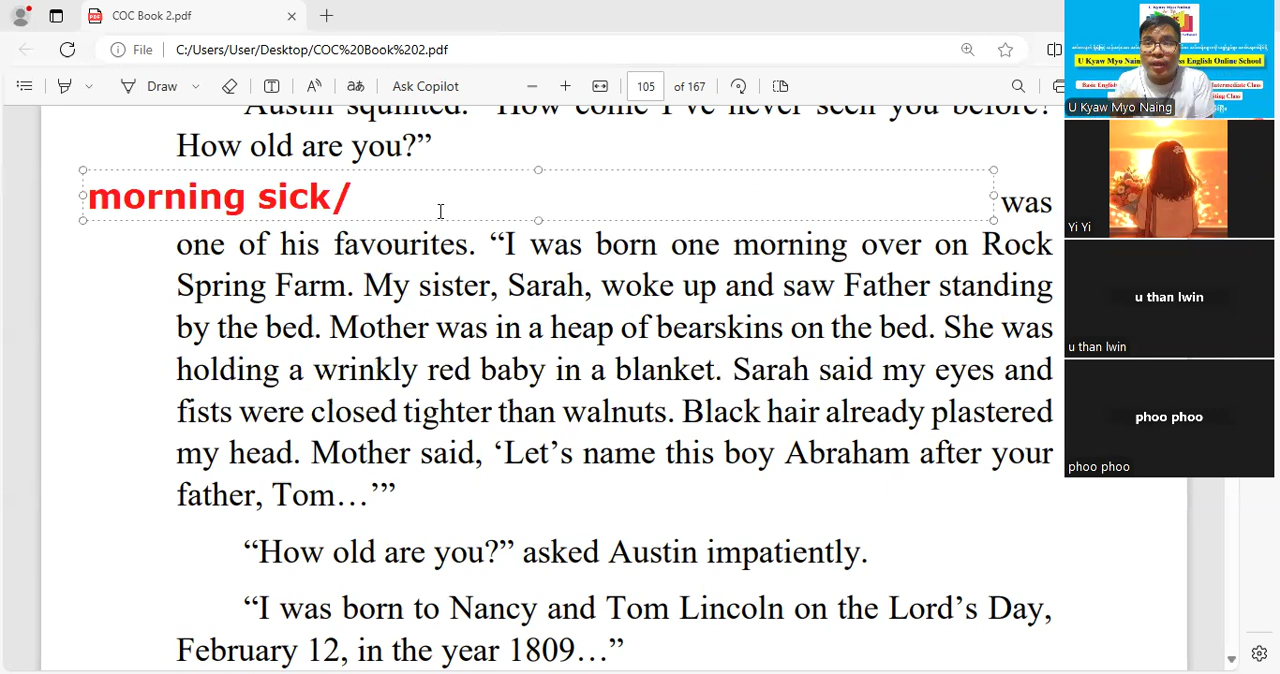 COC Book 2.pdf
File
C:/Users/User/Desktop/COC%20Book%202.pdf
Draw
aあ
Ask Copilot
105 of 167
Austin squinted. "How come I've never seen you before?
How old are you?”
morning sick/
was
one of his favourites. “I was born one morning over on Rock
Spring Farm. My sister, Sarah, woke up and saw Father standing
by the bed. Mother was in a heap of bearskins on the bed. She was
holding a wrinkly red baby in a blanket. Sarah said my eyes and
fists were closed tighter than walnuts. Black hair already plastered
my head. Mother said, ‘Let’s name this boy Abraham after your
father, Tom…’”
“How old are you?” asked Austin impatiently.
“I was born to Nancy and Tom Lincoln on the Lord’s Day,
February 12, in the year 1809…”
U Kyaw Myo Naing
Yi Yi
u than lwin
u than lwin
phoo phoo
phoo phoo